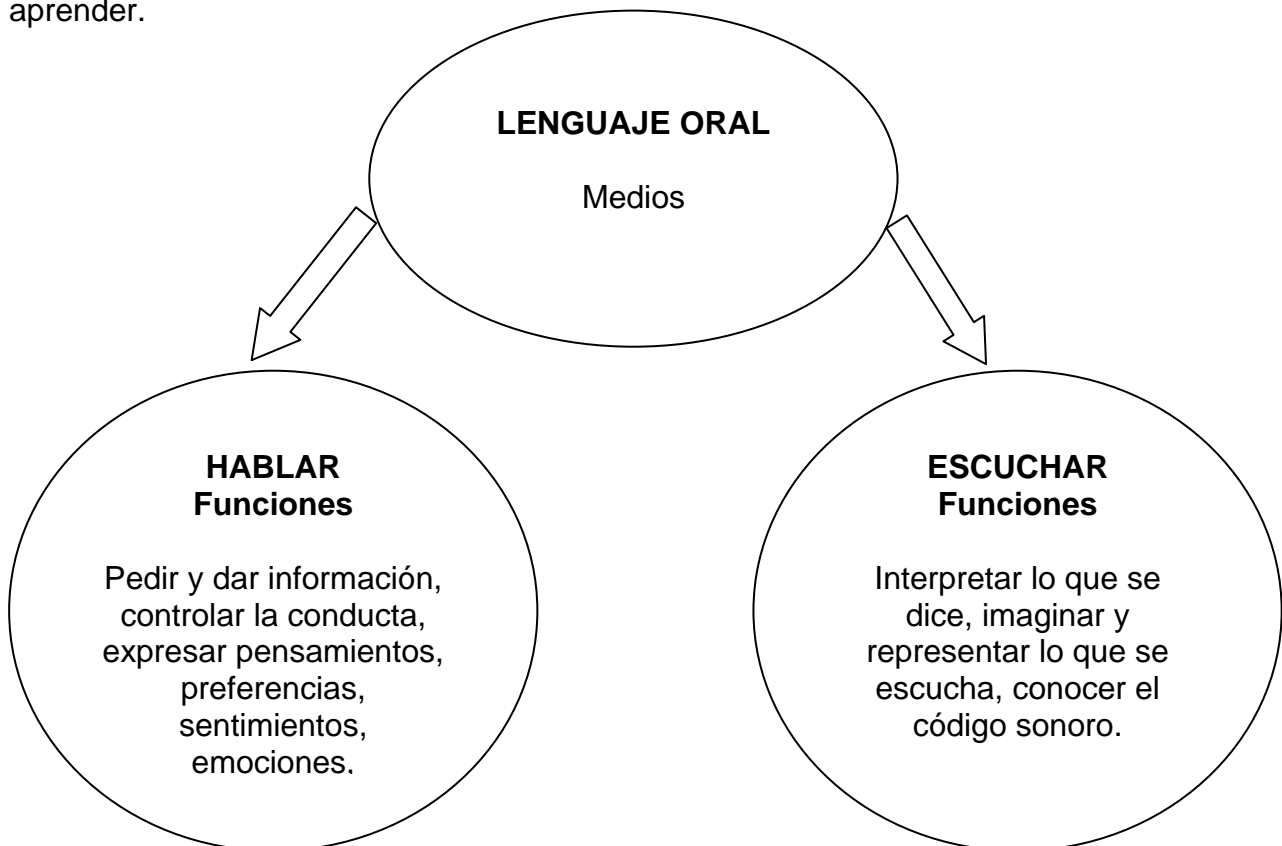 aprender.
LENGUAJE ORAL
Medios
HABLAR
Funciones
Pedir y dar información,
controlar la conducta,
expresar pensamientos,
preferencias,
sentimientos,
emociones.
ESCUCHAR
Funciones
Interpretar lo que se
dice, imaginar y
representar lo que se
escucha, conocer el
código sonoro.